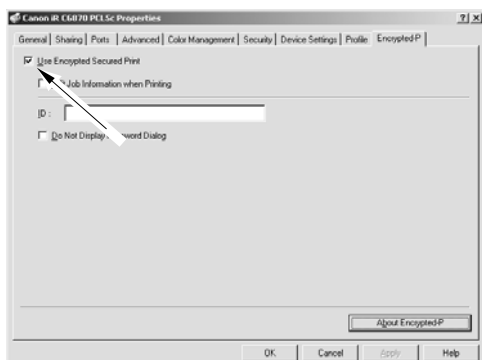 Canon iR C6870 PCL5c Properties
General Sharing Ports Advanced Color Management Security Device Settings Profile Encrypted-P
Use Encrypted Secured Print
Job Information when Printing
ID :
Do Not Display Password Dialog
About Encrypted-P
OK Cancel Apply Help